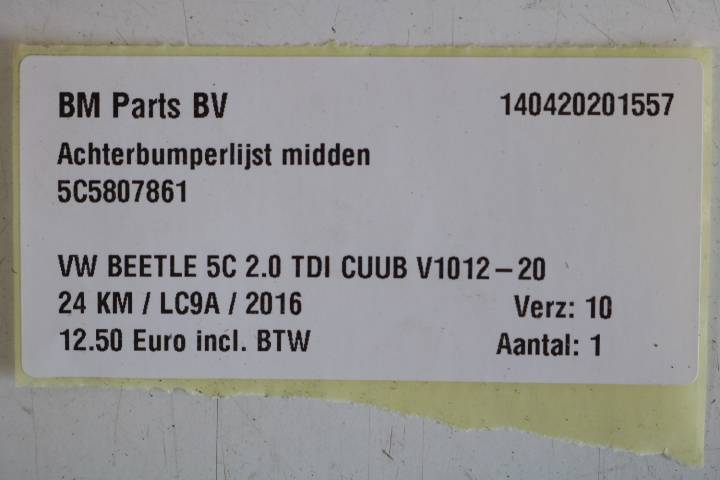 BM Parts BV 140420201557
Achterbumperlijst midden
5C5807861
VW BEETLE 5C 2.0 TDI CUUB V1012-20
24 KM / LC9A / 2016 Verz: 10
12.50 Euro incl. BTW Aantal: 1